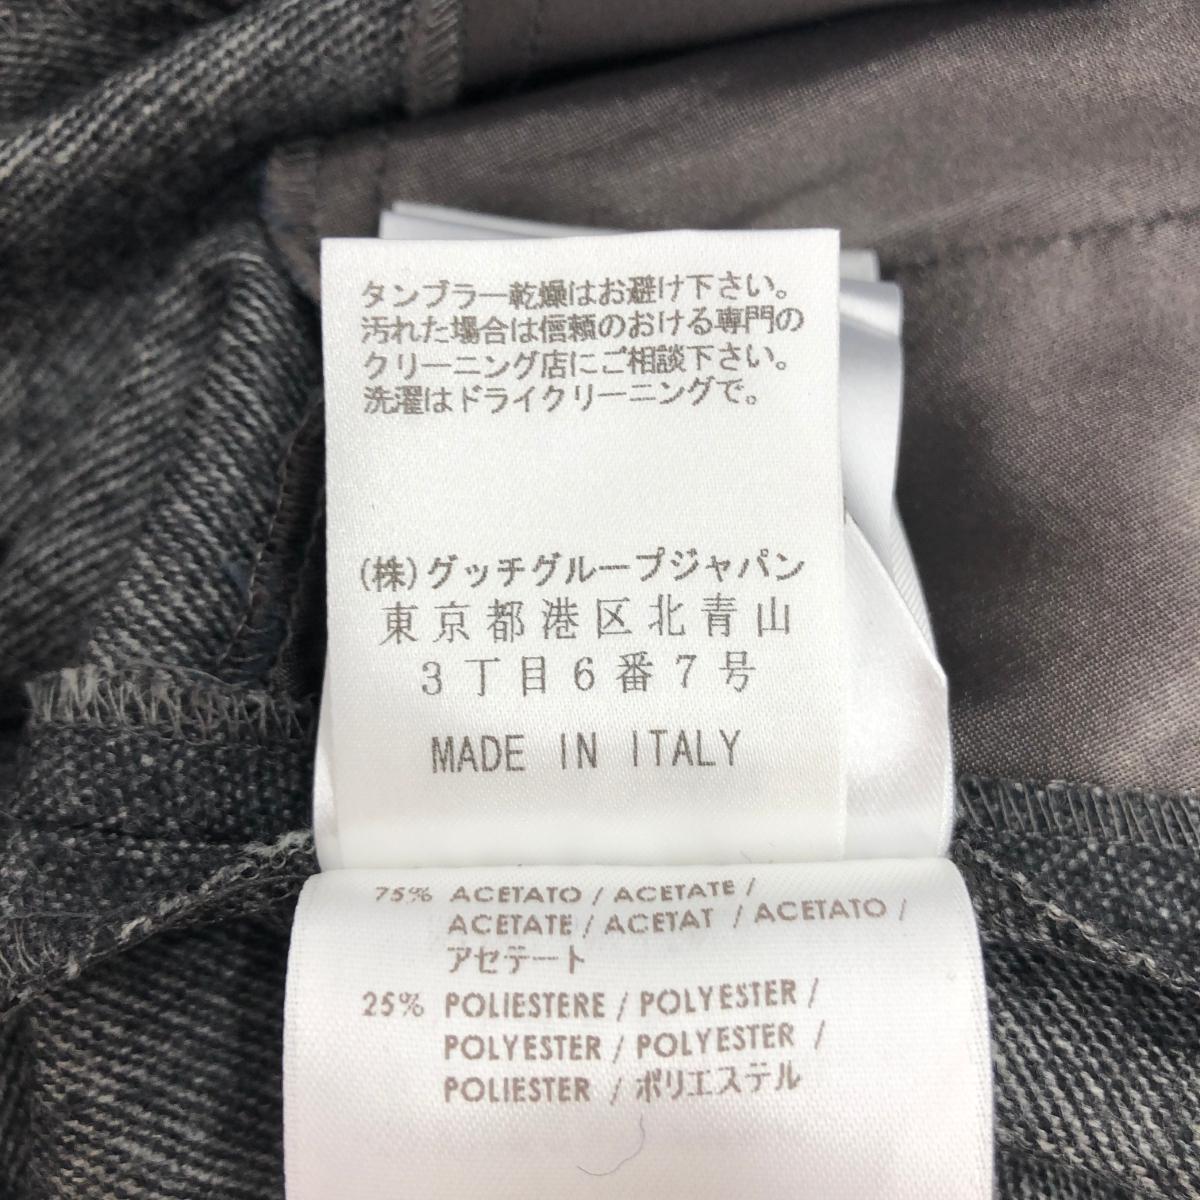 タンブラー乾燥はお避け下さい。
汚れた場合は信頼のおける専門の
クリーニング店にご相談下さい。
洗濯はドライクリーニングで。
(株)グッチグループジャパン
東京都港区北青山
3丁目6番7号
MADE IN ITALY
75% ACETATO / ACETATE /
ACETATE / ACETAT / ACETATO /
アセテート
25% POLIESTERE / POLYESTER /
POLYESTER / POLYESTER /
POLIESTER / ポリエステル